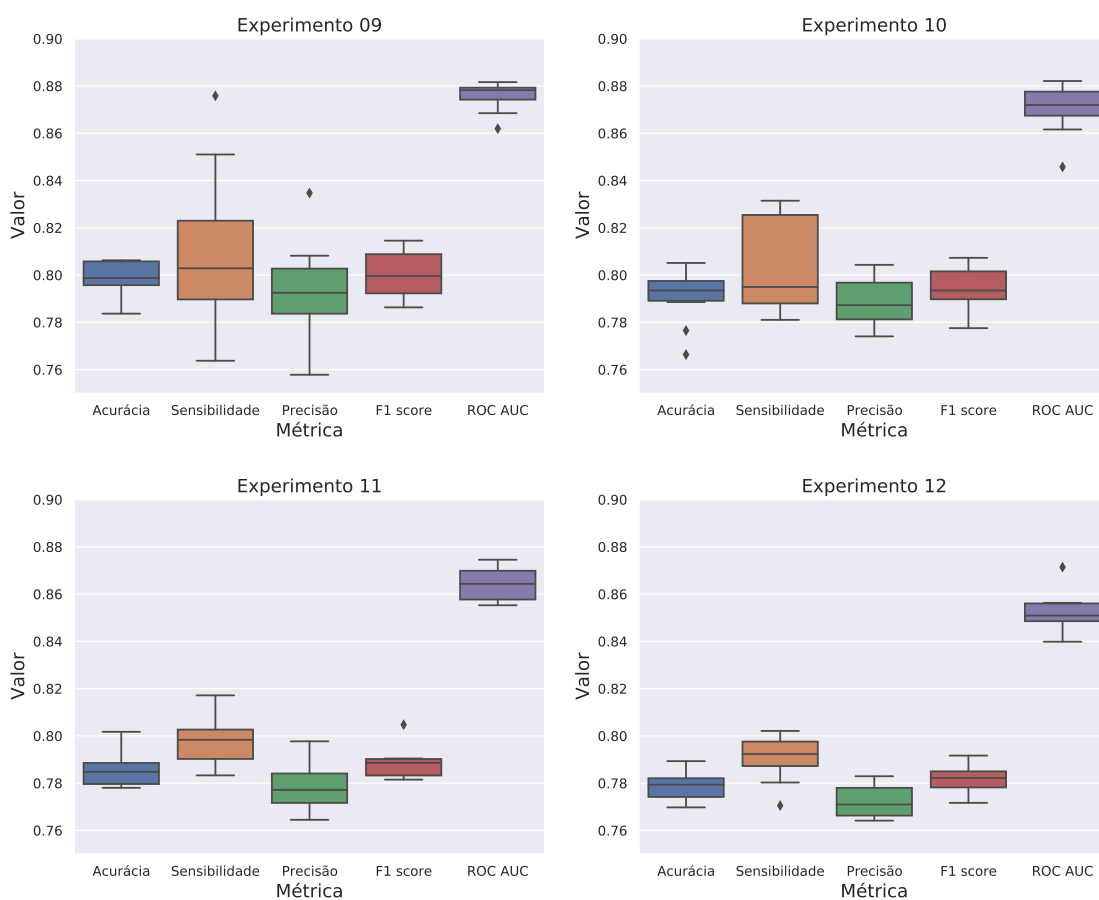 Experimento 09
0.90
0.88
0.86
0.84
0.82
0.80
0.78
0.76
Valor
Acurácia Sensibilidade Precisão F1 score ROC AUC
Métrica
Experimento 10
0.90
0.88
0.86
0.84
0.82
0.80
0.78
0.76
Valor
Acurácia Sensibilidade Precisão F1 score ROC AUC
Métrica
Experimento 11
0.90
0.88
0.86
0.84
0.82
0.80
0.78
0.76
Valor
Acurácia Sensibilidade Precisão F1 score ROC AUC
Métrica
Experimento 12
0.90
0.88
0.86
0.84
0.82
0.80
0.78
0.76
Valor
Acurácia Sensibilidade Precisão F1 score ROC AUC
Métrica